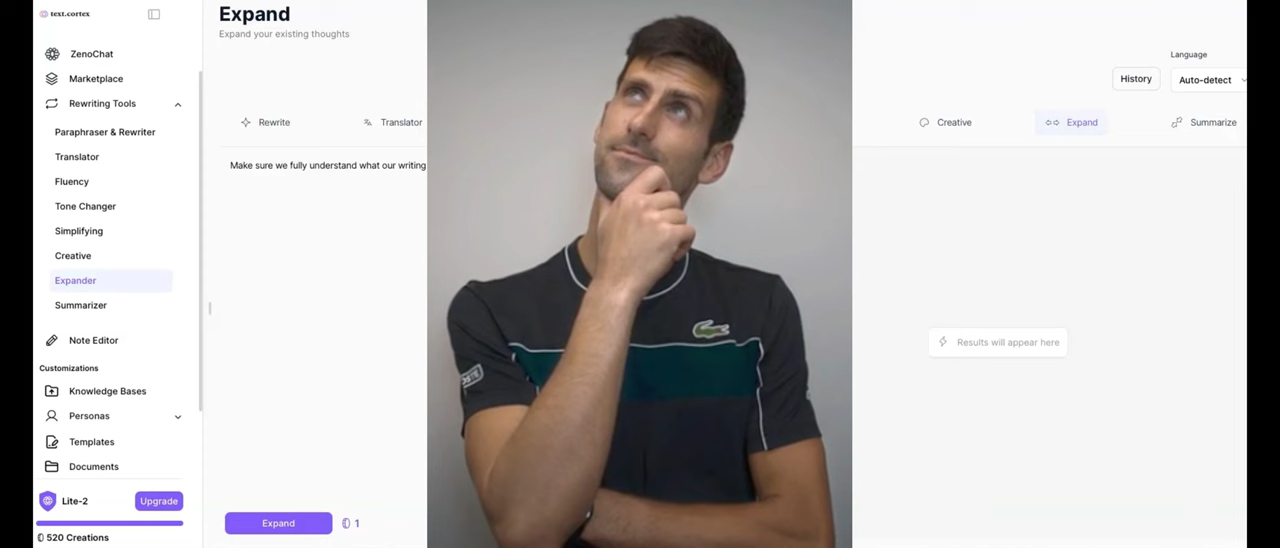 text.cortex
ZenoChat
Marketplace
Rewriting Tools
Paraphraser & Rewriter
Translator
Fluency
Tone Changer
Simplifying
Creative
Expander
Summarizer
Note Editor
Customizations
Knowledge Bases
Personas
Templates
Documents
Lite-2
Upgrade
520 Creations
Expand
Expand your existing thoughts
Language
History
Auto-detect
Rewrite
Translator
Creative
Expand
Summarize
Make sure we fully understand what our writing
Results will appear here
Expand
1